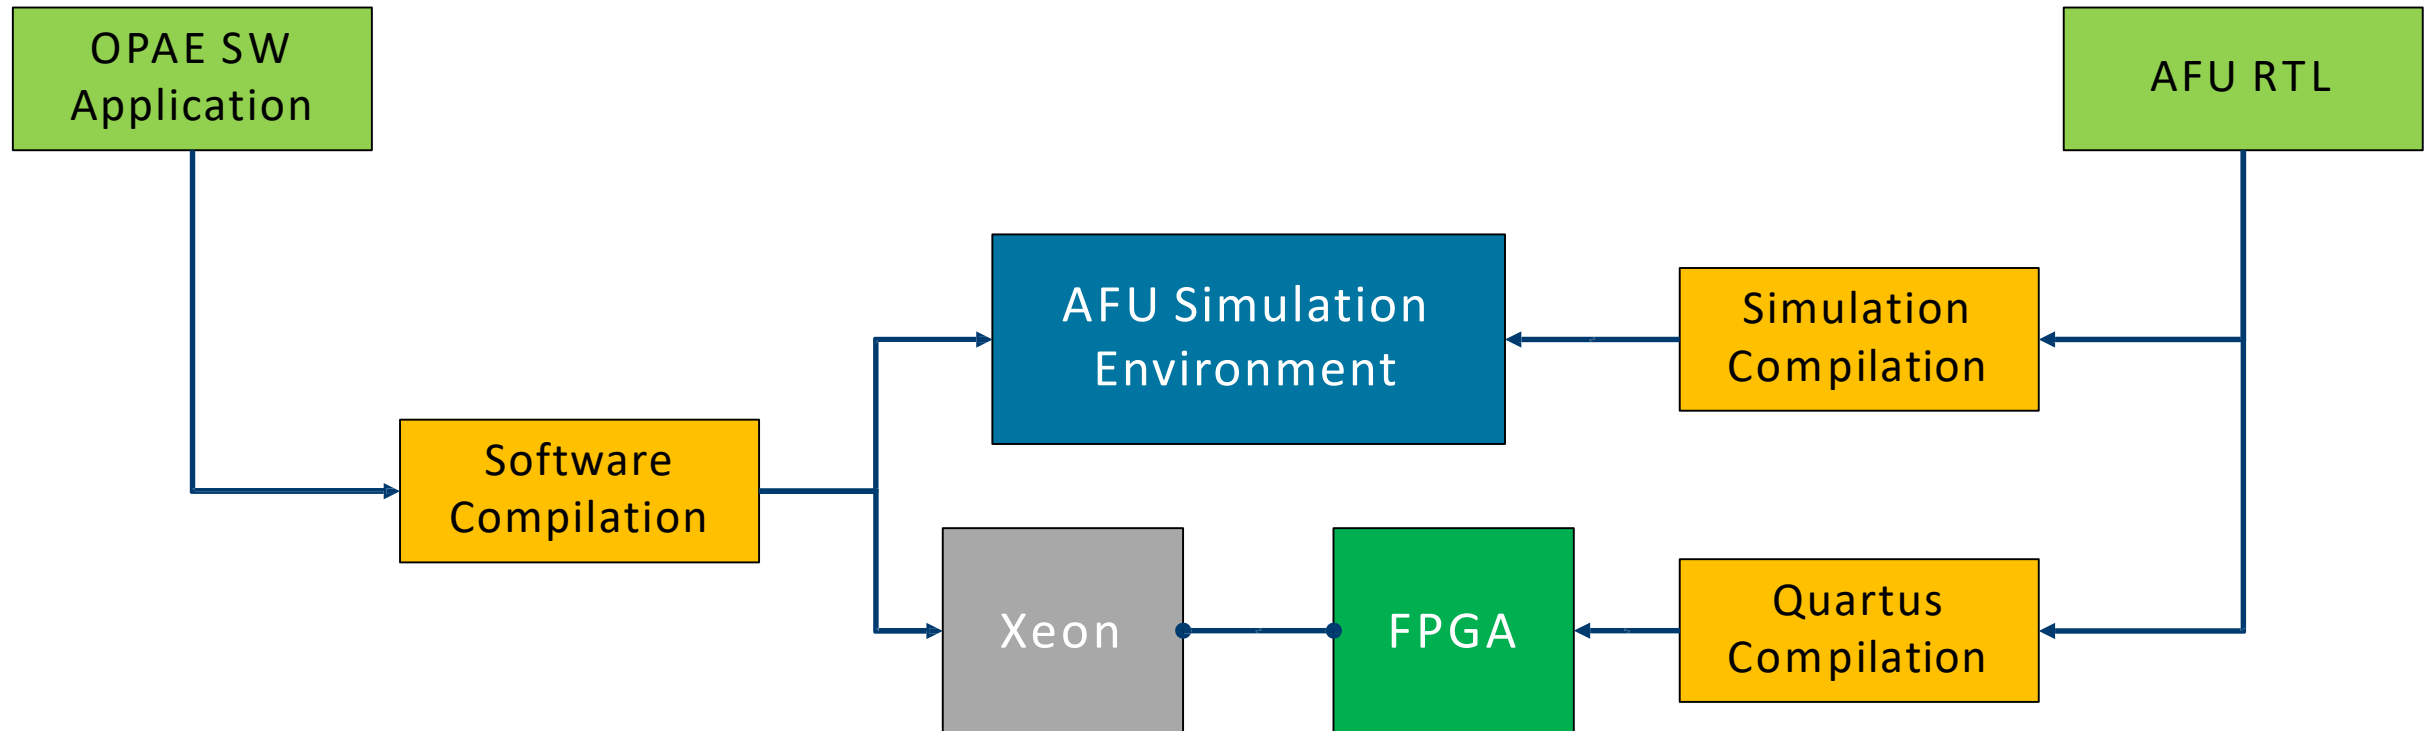 OPAE SW
Application
AFU RTL
AFU Simulation
Environment
Simulation
Compilation
Software
Compilation
Xeon
FPGA
Quartus
Compilation